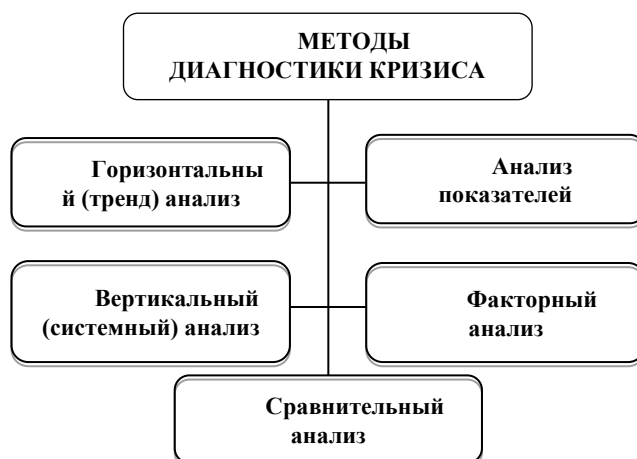 МЕТОДЫ
ДИАГНОСТИКИ КРИЗИСА
Горизонтальны
й (тренд) анализ
Анализ
показателей
Вертикальный
(системный) анализ
Факторный
анализ
Сравнительный
анализ